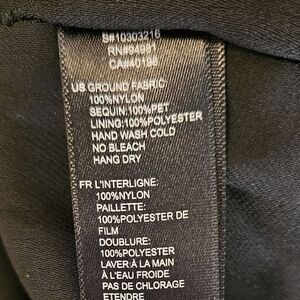 S#10303216
RN#94981
CA#40196
US GROUND FABRIC:
100%NYLON
SEQUIN:100%PET
LINING:100%POLYESTER
HAND WASH COLD
NO BLEACH
HANG DRY
FR L'INTERLIGNE:
100%NYLON
PAILLETTE:
100%POLYESTER DE
FILM
DOUBLURE:
100%POLYESTER
LAVER À LA MAIN
À L'EAU FROIDE
PAS DE CHLORAGE
ETENDRE